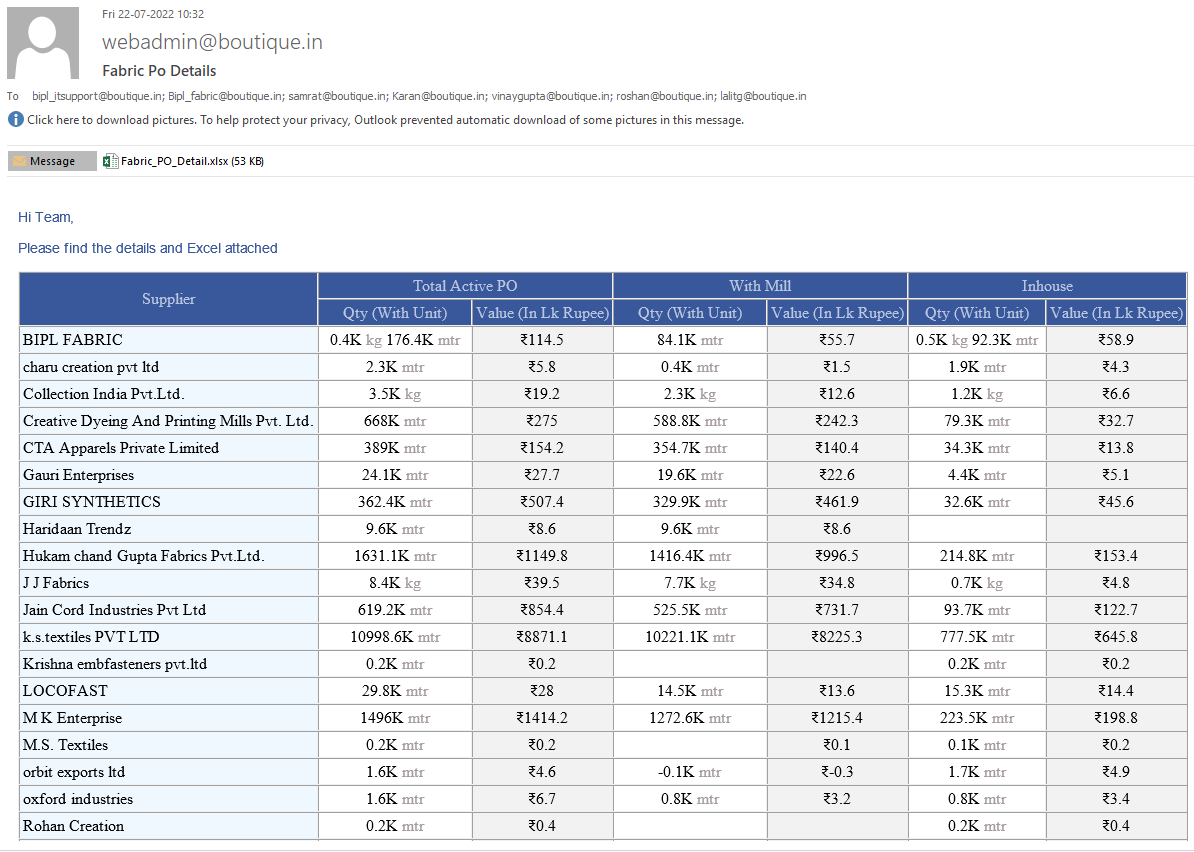 Fri 22-07-2022 10:32
webadmin@boutique.in
Fabric Po Details
To bipl_itsupport@boutique.in; Bipl_fabric@boutique.in; samrat@boutique.in; Karan@boutique.in; vinaygupta@boutique.in; roshan@boutique.in; lalitg@boutique.in
Click here to download pictures. To help protect your privacy, Outlook prevented automatic download of some pictures in this message.
Message Fabric_PO_Detail.xlsx (53 KB)
Hi Team,
Please find the details and Excel attached
Supplier Total Active PO With Mill Inhouse
Qty (With Unit) Value (In Lk Rupee) Qty (With Unit) Value (In Lk Rupee) Qty (With Unit) Value (In Lk Rupee)
BIPL FABRIC 0.4K kg 176.4K mtr ₹114.5 84.1K mtr ₹55.7 0.5K kg 92.3K mtr ₹58.9
charu creation pvt ltd 2.3K mtr ₹5.8 0.4K mtr ₹1.5 1.9K mtr ₹4.3
Collection India Pvt.Ltd. 3.5K kg ₹19.2 2.3K kg ₹12.6 1.2K kg ₹6.6
Creative Dyeing And Printing Mills Pvt. Ltd. 668K mtr ₹275 588.8K mtr ₹242.3 79.3K mtr ₹32.7
CTA Apparels Private Limited 389K mtr ₹154.2 354.7K mtr ₹140.4 34.3K mtr ₹13.8
Gauri Enterprises 24.1K mtr ₹27.7 19.6K mtr ₹22.6 4.4K mtr ₹5.1
GIRI SYNTHETICS 362.4K mtr ₹507.4 329.9K mtr ₹461.9 32.6K mtr ₹45.6
Haridaan Trendz 9.6K mtr ₹8.6 9.6K mtr ₹8.6
Hukam chand Gupta Fabrics Pvt.Ltd. 1631.1K mtr ₹1149.8 1416.4K mtr ₹996.5 214.8K mtr ₹153.4
J J Fabrics 8.4K kg ₹39.5 7.7K kg ₹34.8 0.7K kg ₹4.8
Jain Cord Industries Pvt Ltd 619.2K mtr ₹854.4 525.5K mtr ₹731.7 93.7K mtr ₹122.7
k.s.textiles PVT LTD 10998.6K mtr ₹8871.1 10221.1K mtr ₹8225.3 777.5K mtr ₹645.8
Krishna embfasteners pvt.ltd 0.2K mtr ₹0.2 0.2K mtr ₹0.2
LOCOFAST 29.8K mtr ₹28 14.5K mtr ₹13.6 15.3K mtr ₹14.4
M K Enterprise 1496K mtr ₹1414.2 1272.6K mtr ₹1215.4 223.5K mtr ₹198.8
M.S. Textiles 0.2K mtr ₹0.2 ₹0.1 0.1K mtr ₹0.2
orbit exports ltd 1.6K mtr ₹4.6 -0.1K mtr ₹-0.3 1.7K mtr ₹4.9
oxford industries 1.6K mtr ₹6.7 0.8K mtr ₹3.2 0.8K mtr ₹3.4
Rohan Creation 0.2K mtr ₹0.4 0.2K mtr ₹0.4